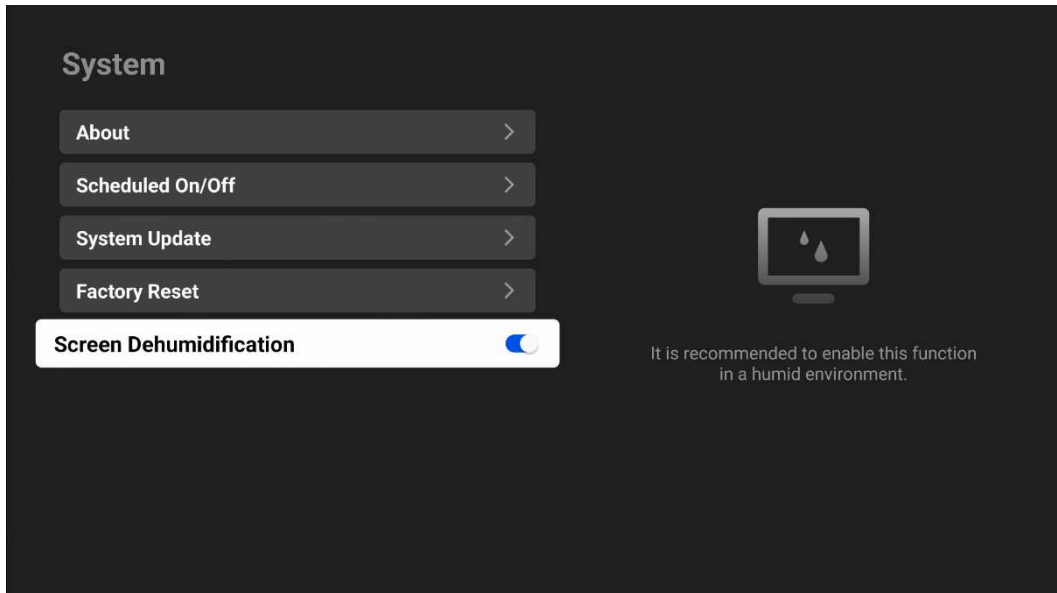 System
About
Scheduled On/Off
System Update
Factory Reset
Screen Dehumidification
It is recommended to enable this function
in a humid environment.